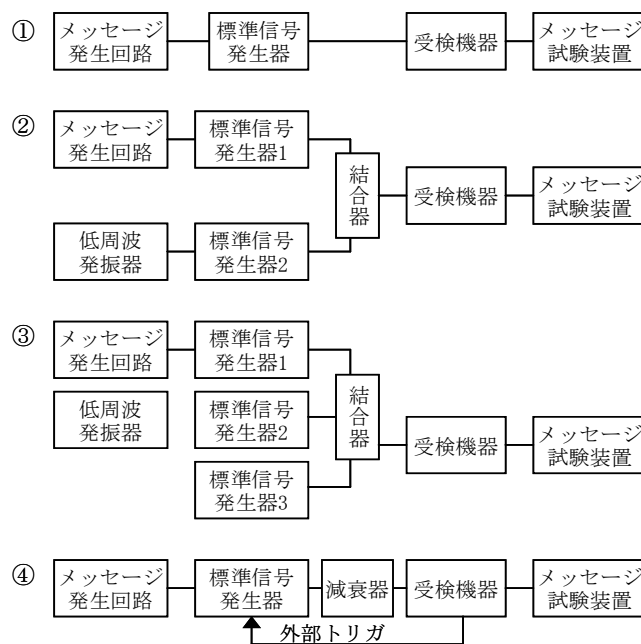 ①
メッセージ
発生回路
標準信号
発生器
受検機器
メッセージ
試験装置
②
メッセージ
発生回路
標準信号
発生器1
結合器
受検機器
メッセージ
試験装置
低周波
発振器
標準信号
発生器2
③
メッセージ
発生回路
標準信号
発生器1
結合器
低周波
発振器
標準信号
発生器2
受検機器
メッセージ
試験装置
標準信号
発生器3
④
メッセージ
発生回路
標準信号
発生器
減衰器
受検機器
メッセージ
試験装置
外部トリガ